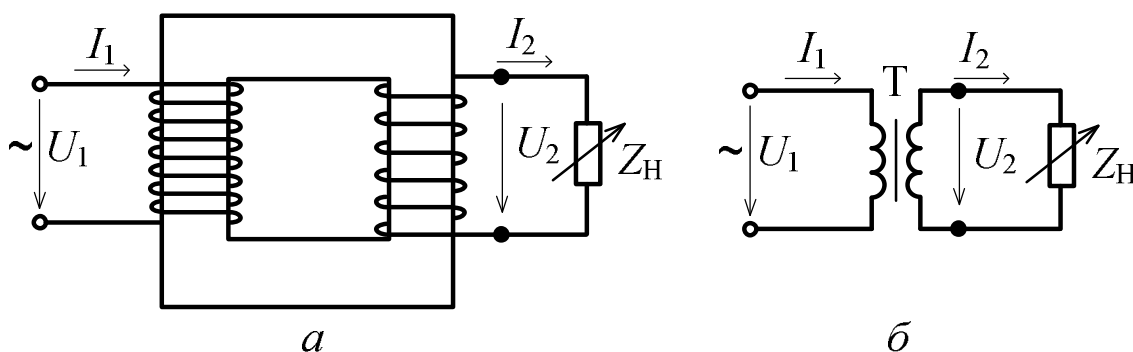 I₁ I₂ I₁ T I₂
~ U₁ U₂ Zн ~ U₁ U₂ Zн
а б